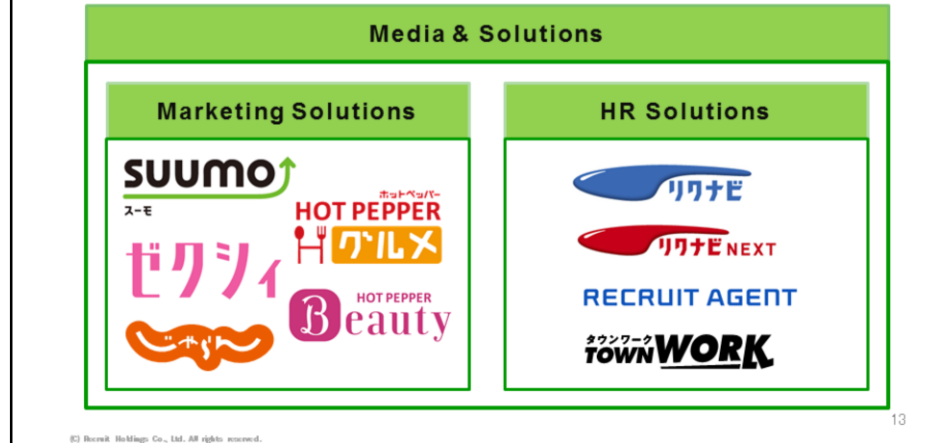 Media & Solutions
Marketing Solutions
SUUMO
スーモ
ホットペッパー
HOT PEPPER
グルメ
ゼクシィ
HOT PEPPER
Beauty
じゃらん
HR Solutions
リクナビ
リクナビNEXT
RECRUIT AGENT
タウンワーク
TOWNWORK
13
(C) Recruit Holdings Co., Ltd. All rights reserved.